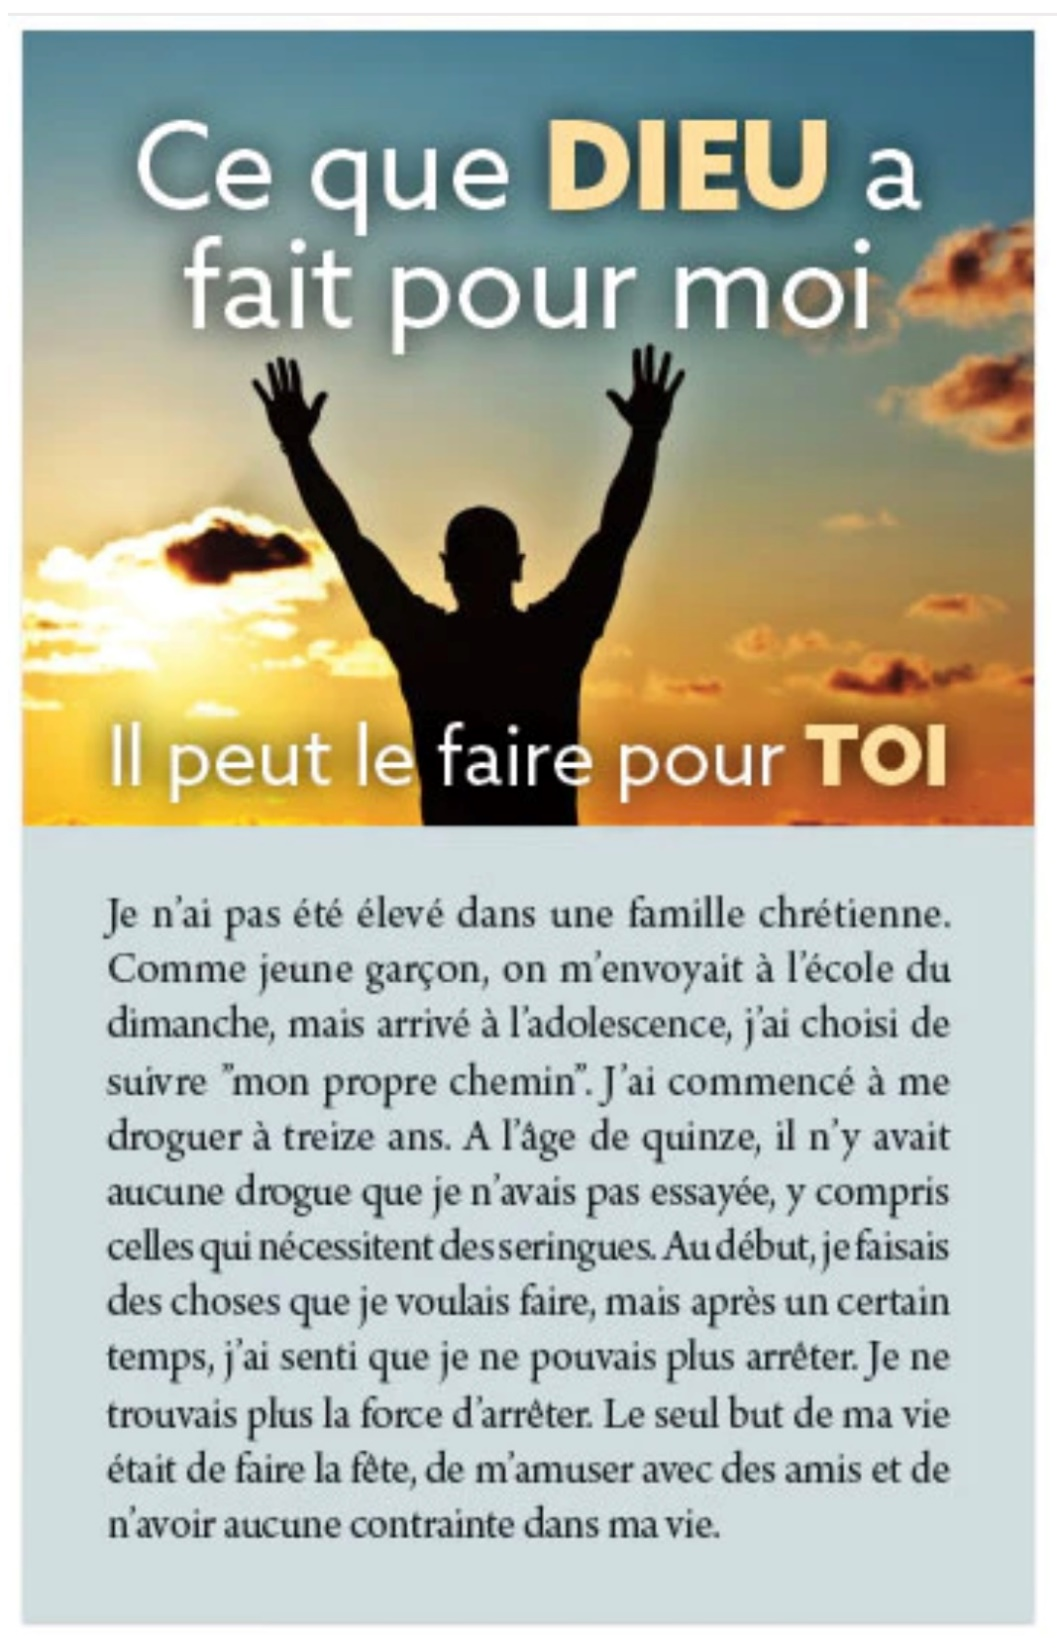 Ce que DIEU a
fait pour moi
Il peut le faire pour TOI
Je n'ai pas été élevé dans une famille chrétienne.
Comme jeune garçon, on m'envoyait à l'école du
dimanche, mais arrivé à l'adolescence, j'ai choisi de
suivre "mon propre chemin". J'ai commencé à me
droguer à treize ans. A l'âge de quinze, il n'y avait
aucune drogue que je n'avais pas essayée, y compris
celles qui nécessitent des seringues. Au début, je faisais
des choses que je voulais faire, mais après un certain
temps, j'ai senti que je ne pouvais plus arrêter. Je ne
trouvais plus la force d'arrêter. Le seul but de ma vie
était de faire la fête, de m'amuser avec des amis et de
n'avoir aucune contrainte dans ma vie.